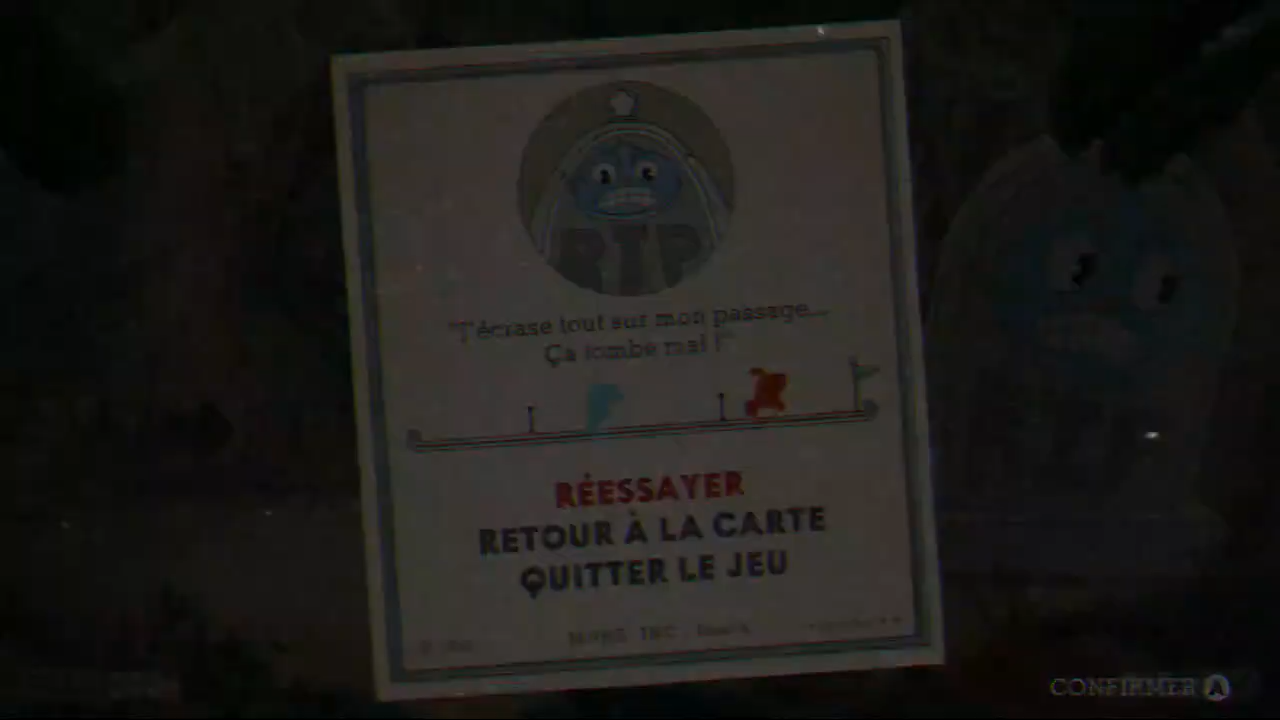 RIP
"J'écrase tout sur mon passage...
Ça tombe mal !"
RÉESSAYER
RETOUR À LA CARTE
QUITTER LE JEU
CONFIRMER A